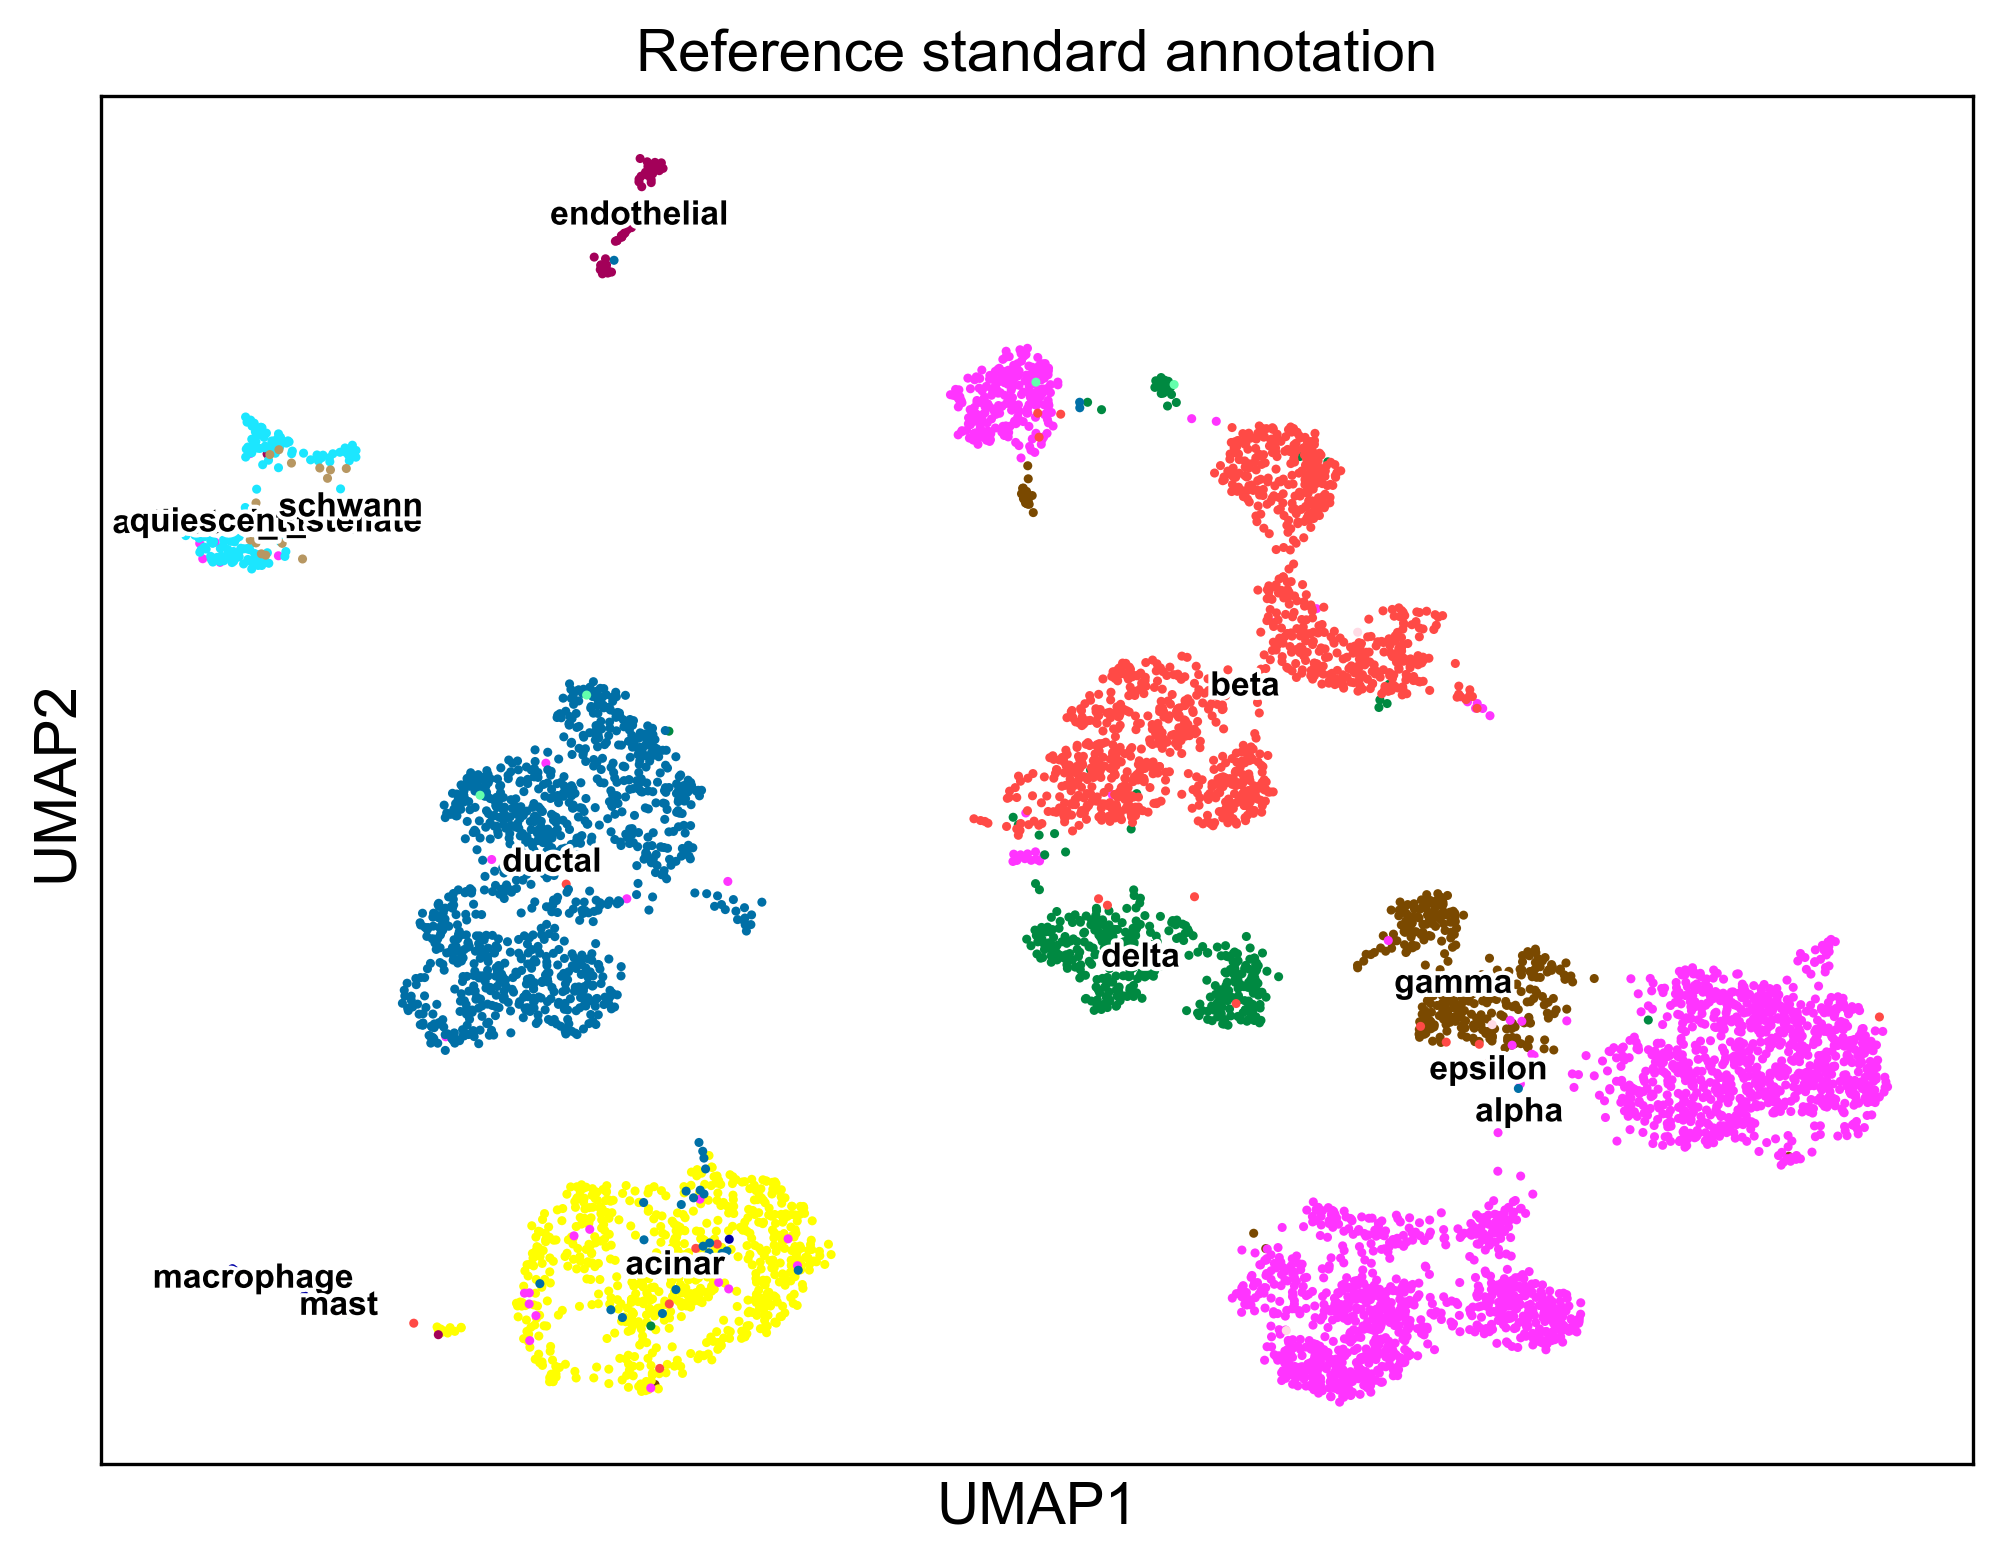 Reference standard annotation
endothelial
schwann
beta
ductal
delta
gamma
epsilon
alpha
acinar
macrophage
mast
UMAP1
UMAP2